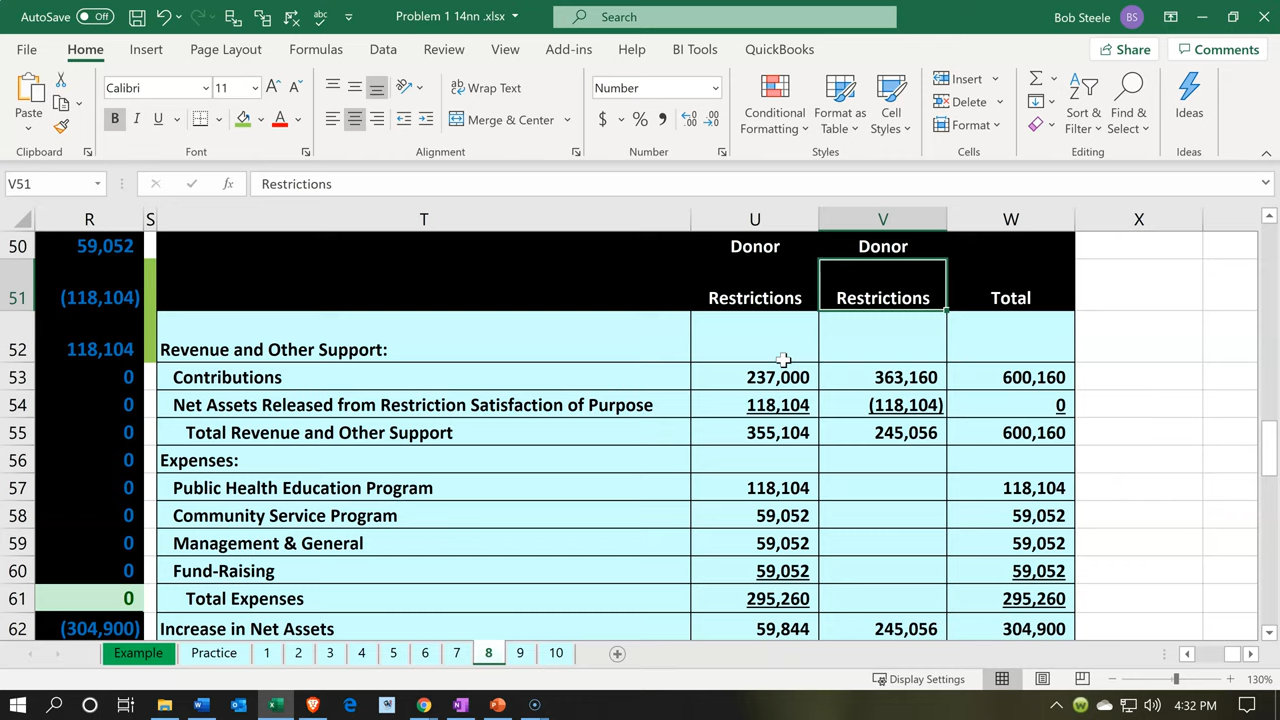 AutoSave Off Problem 1 14nn .xlsx Search Bob Steele BS
File Home Insert Page Layout Formulas Data Review View Add-ins Help BI Tools QuickBooks Share Comments
Calibri 11 Wrap Text Number Insert
Paste B I U Merge & Center $ % Conditional Formatting Format as Table Cell Styles Delete Format Sort & Filter Find & Select Ideas
Clipboard Font Alignment Number Styles Cells Editing Ideas
V51 fx Restrictions
R S T U V W X
50 59,052 Donor Donor
51 (118,104) Restrictions Restrictions Total
52 118,104 Revenue and Other Support:
53 0 Contributions 237,000 363,160 600,160
54 0 Net Assets Released from Restriction Satisfaction of Purpose 118,104 (118,104) 0
55 0 Total Revenue and Other Support 355,104 245,056 600,160
56 0 Expenses:
57 0 Public Health Education Program 118,104 118,104
58 0 Community Service Program 59,052 59,052
59 0 Management & General 59,052 59,052
60 0 Fund-Raising 59,052 59,052
61 0 Total Expenses 295,260 295,260
62 (304,900) Increase in Net Assets 59,844 245,056 304,900
Example Practice 1 2 3 4 5 6 7 8 9 10
Display Settings 130%
4:32 PM